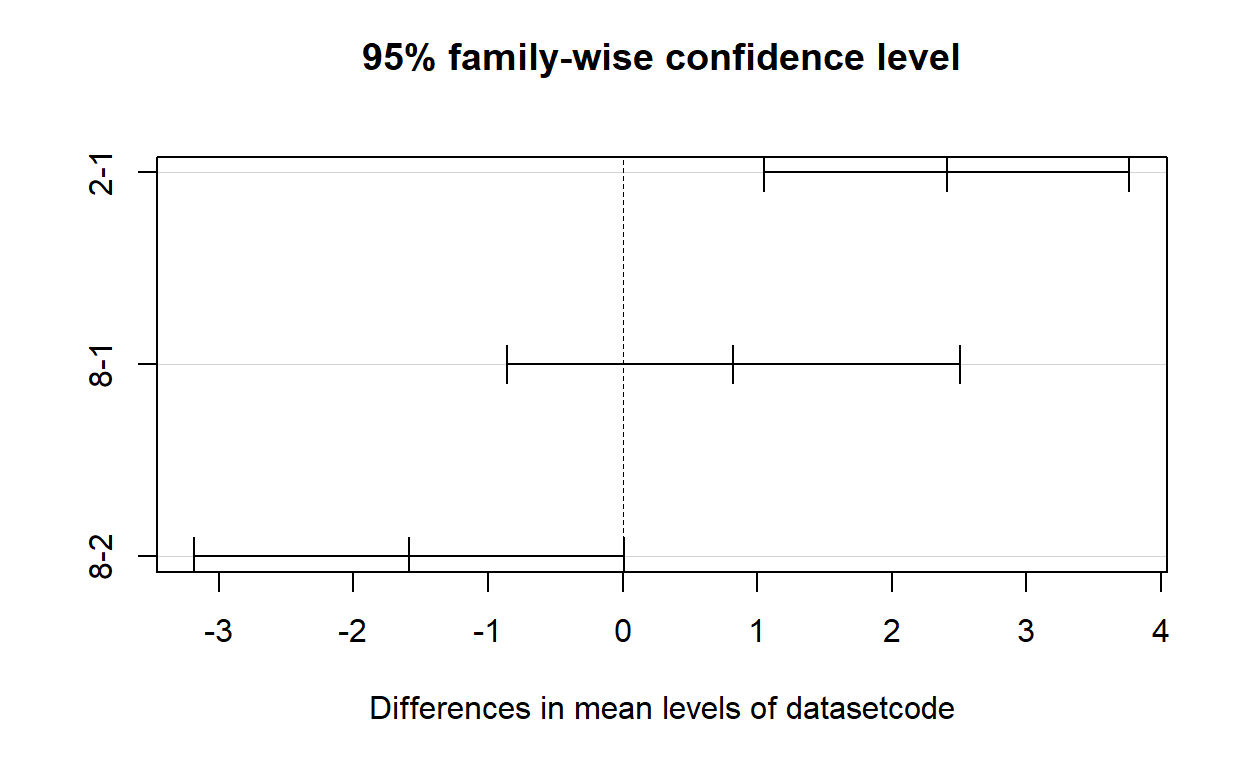 95% family-wise confidence level
2-1
8-1
8-2
-3 -2 -1 0 1 2 3 4
Differences in mean levels of datasetcode